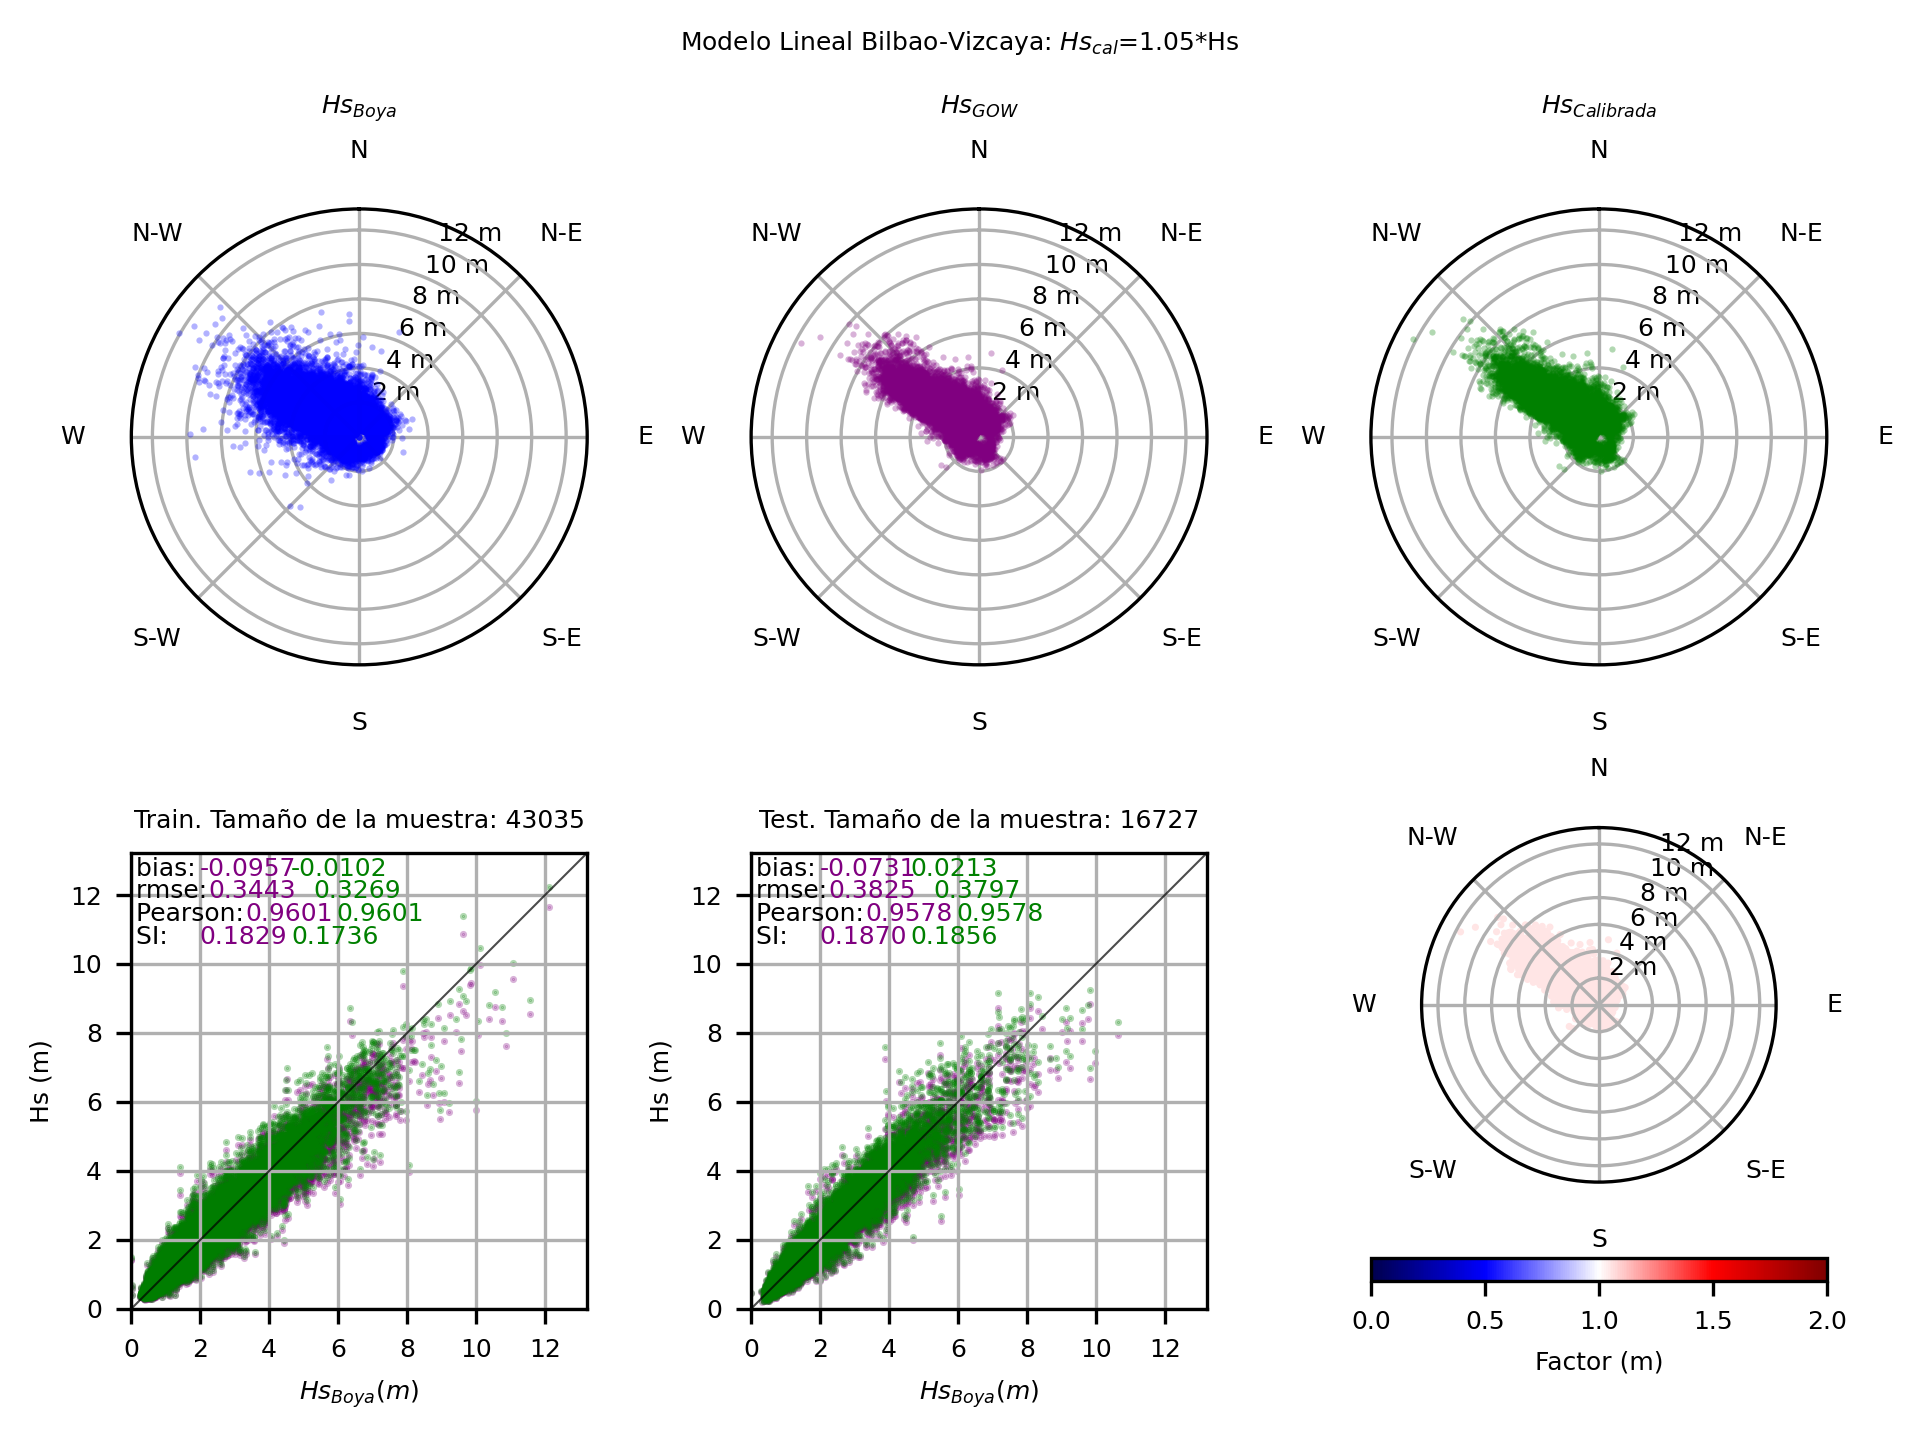 Modelo Lineal Bilbao-Vizcaya: Hs_cal=1.05*Hs
Hs_Boya
N
N-W
N-E
12 m
10 m
8 m
6 m
4 m
2 m
W
E
S-W
S-E
S
Hs_GOW
N
N-W
N-E
12 m
10 m
8 m
6 m
4 m
2 m
W
E
S-W
S-E
S
Hs_Calibrada
N
N-W
N-E
12 m
10 m
8 m
6 m
4 m
2 m
W
E
S-W
S-E
S
Train. Tamaño de la muestra: 43035
bias: -0.0957 -0.0102
rmse: 0.3443 0.3269
Pearson: 0.9601 0.9601
SI: 0.1829 0.1736
12
10
8
6
4
2
0
Hs (m)
0 2 4 6 8 10 12
Hs_Boya(m)
Test. Tamaño de la muestra: 16727
bias: -0.0731 0.0213
rmse: 0.3825 0.3797
Pearson: 0.9578 0.9578
SI: 0.1870 0.1856
12
10
8
6
4
2
0
Hs (m)
0 2 4 6 8 10 12
Hs_Boya(m)
N
N-W
N-E
12 m
10 m
8 m
6 m
4 m
2 m
W
E
S-W
S-E
S
0.0 0.5 1.0 1.5 2.0
Factor (m)